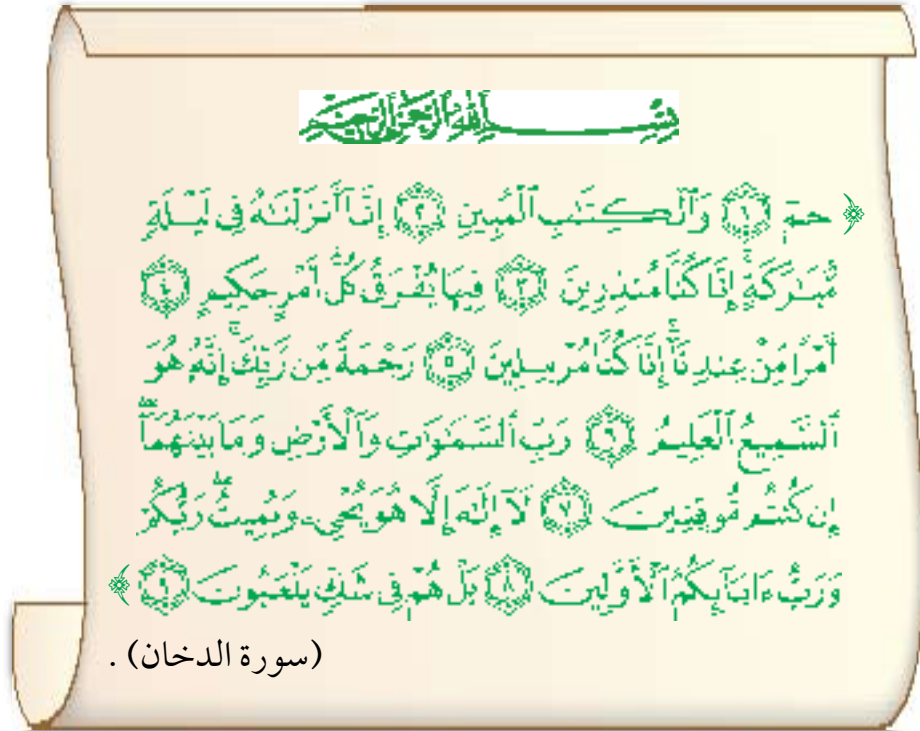 بِسْمِ اللَّهِ الرَّحْمَٰنِ الرَّحِيمِ
﴿ حمٓ ۝١ وَٱلْكِتَٰبِ ٱلْمُبِينِ ۝٢ إِنَّآ أَنزَلْنَٰهُ فِى لَيْلَةٍ
مُّبَٰرَكَةٍ ۚ إِنَّا كُنَّا مُنذِرِينَ ۝٣ فِيهَا يُفْرَقُ كُلُّ أَمْرٍ حَكِيمٍ ۝٤
أَمْرًا مِّنْ عِندِنَآ ۚ إِنَّا كُنَّا مُرْسِلِينَ ۝٥ رَحْمَةً مِّن رَّبِّكَ ۚ إِنَّهُۥ هُوَ
ٱلسَّمِيعُ ٱلْعَلِيمُ ۝٦ رَبِّ ٱلسَّمَٰوَٰتِ وَٱلْأَرْضِ وَمَا بَيْنَهُمَآ ۖ
إِن كُنتُم مُّوقِنِينَ ۝٧ لَآ إِلَٰهَ إِلَّا هُوَ يُحْىِۦ وَيُمِيتُ ۖ رَبُّكُمْ
وَرَبُّ ءَابَآئِكُمُ ٱلْأَوَّلِينَ ۝٨ بَلْ هُمْ فِى شَكٍّ يَلْعَبُونَ ۝٩ ﴾
(سورة الدخان) .